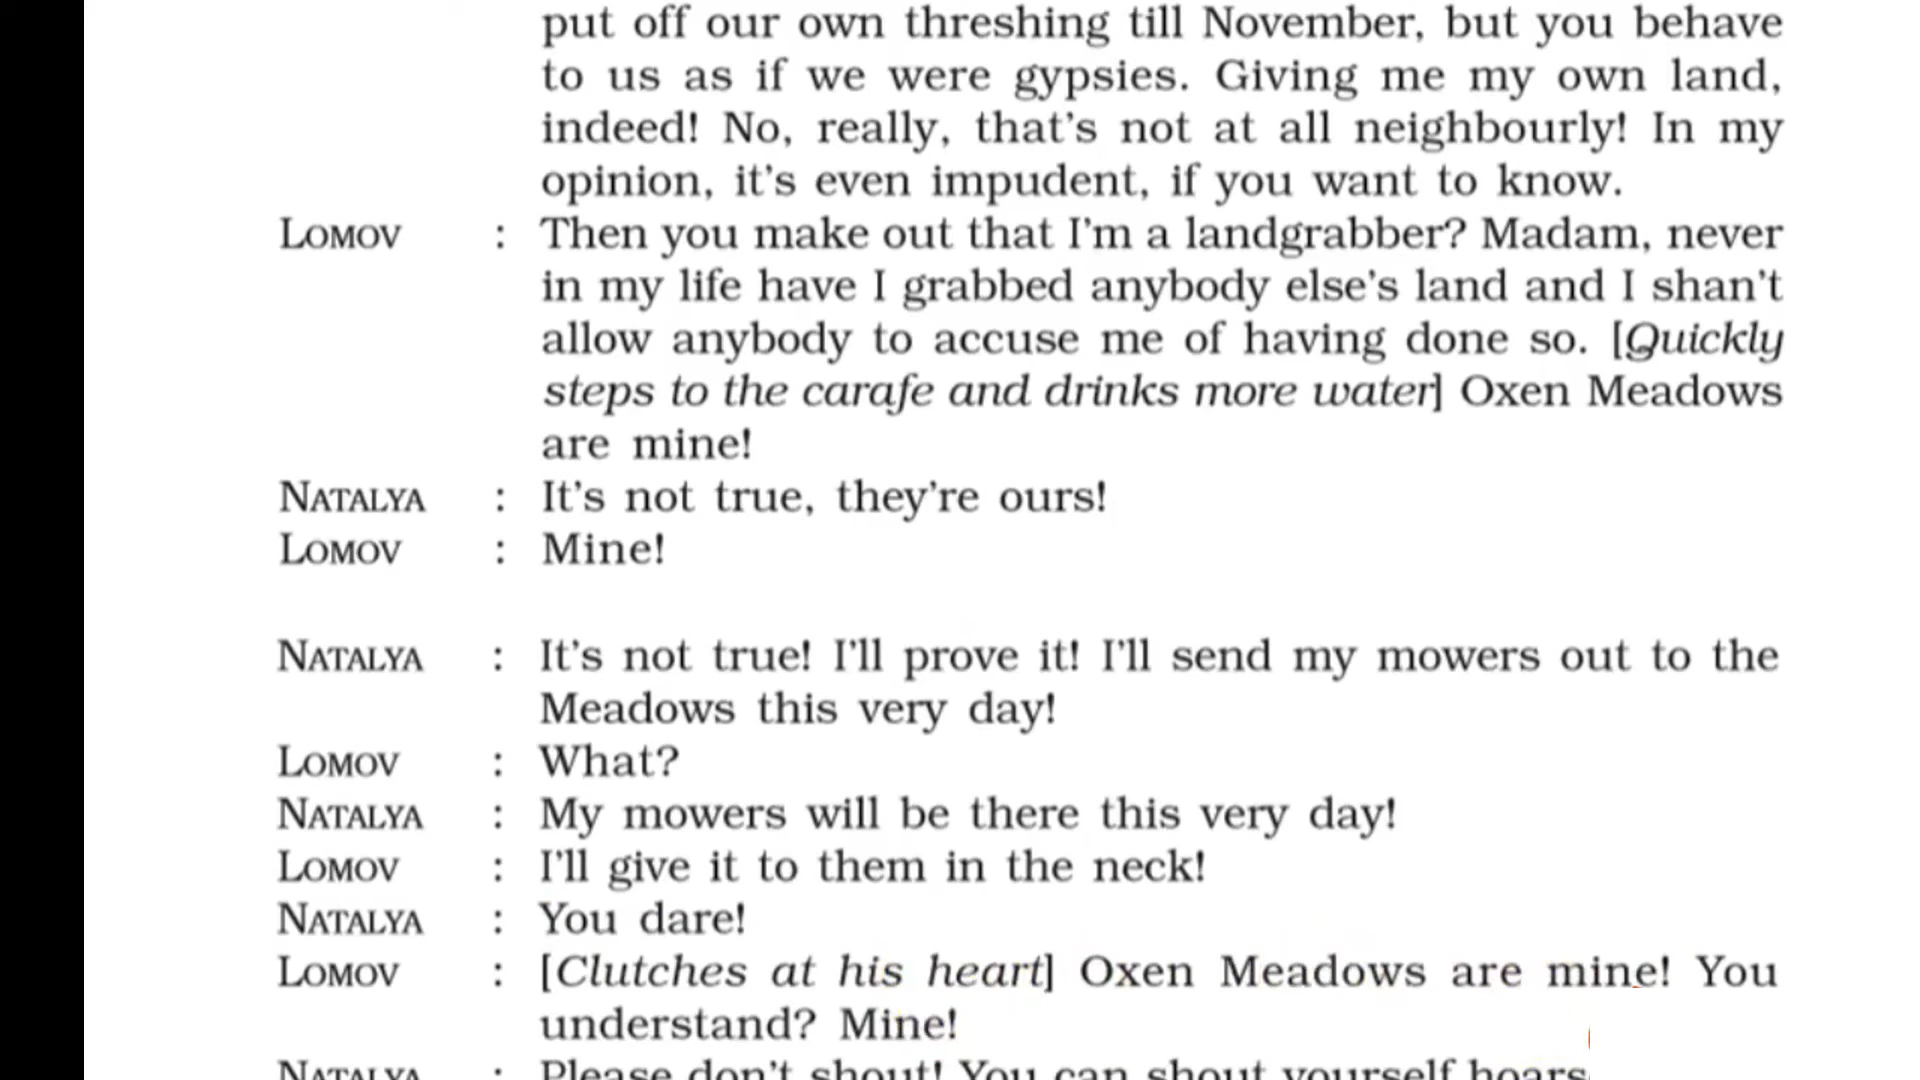 put off our own threshing till November, but you behave
to us as if we were gypsies. Giving me my own land,
indeed! No, really, that's not at all neighbourly! In my
opinion, it's even impudent, if you want to know.
LOMOV : Then you make out that I'm a landgrabber? Madam, never
in my life have I grabbed anybody else's land and I shan't
allow anybody to accuse me of having done so. [Quickly
steps to the carafe and drinks more water] Oxen Meadows
are mine!
NATALYA : It's not true, they're ours!
LOMOV : Mine!
NATALYA : It's not true! I'll prove it! I'll send my mowers out to the
Meadows this very day!
LOMOV : What?
NATALYA : My mowers will be there this very day!
LOMOV : I'll give it to them in the neck!
NATALYA : You dare!
LOMOV : [Clutches at his heart] Oxen Meadows are mine! You
understand? Mine!
NATALYA : Please don't shout! You can shout yourself hoars